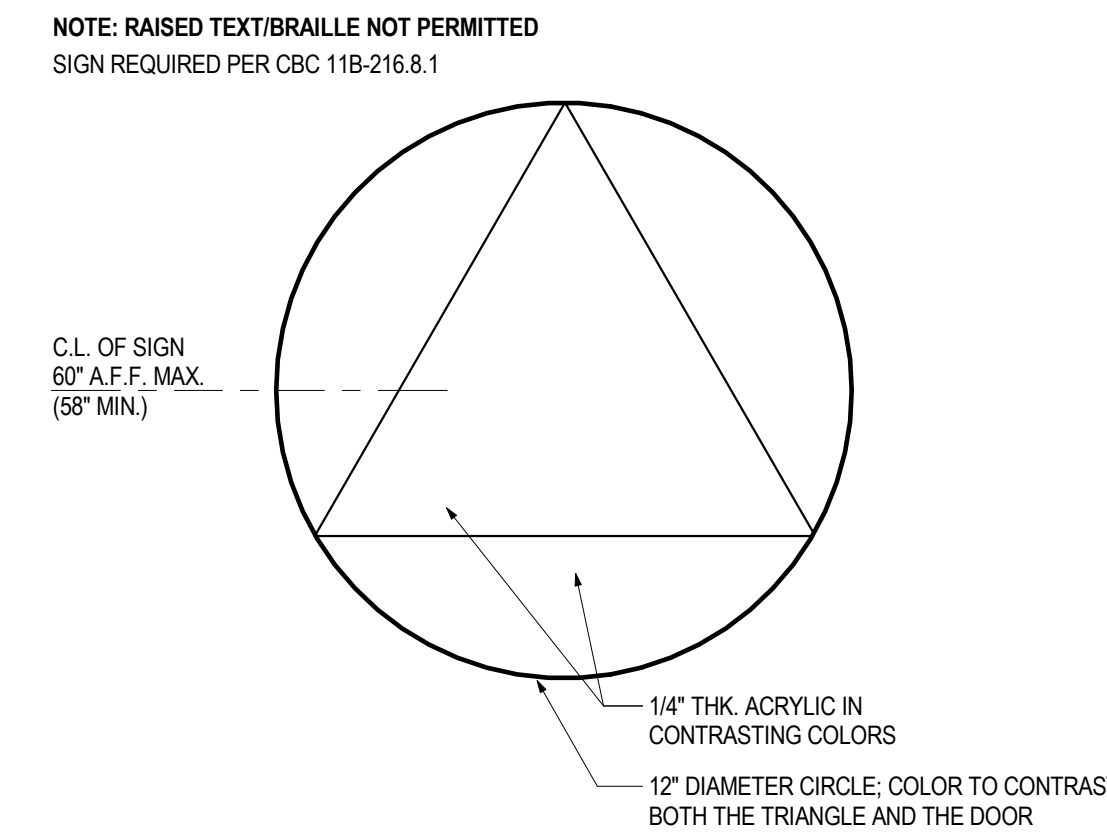 NOTE: RAISED TEXT/BRAILLE NOT PERMITTED
SIGN REQUIRED PER CBC 11B-216.8.1
C.L. OF SIGN
60" A.F.F. MAX.
(58" MIN.)
1/4" THK. ACRYLIC IN
CONTRASTING COLORS
12" DIAMETER CIRCLE; COLOR TO
BOTH THE TRIANGLE AND THE DOOR